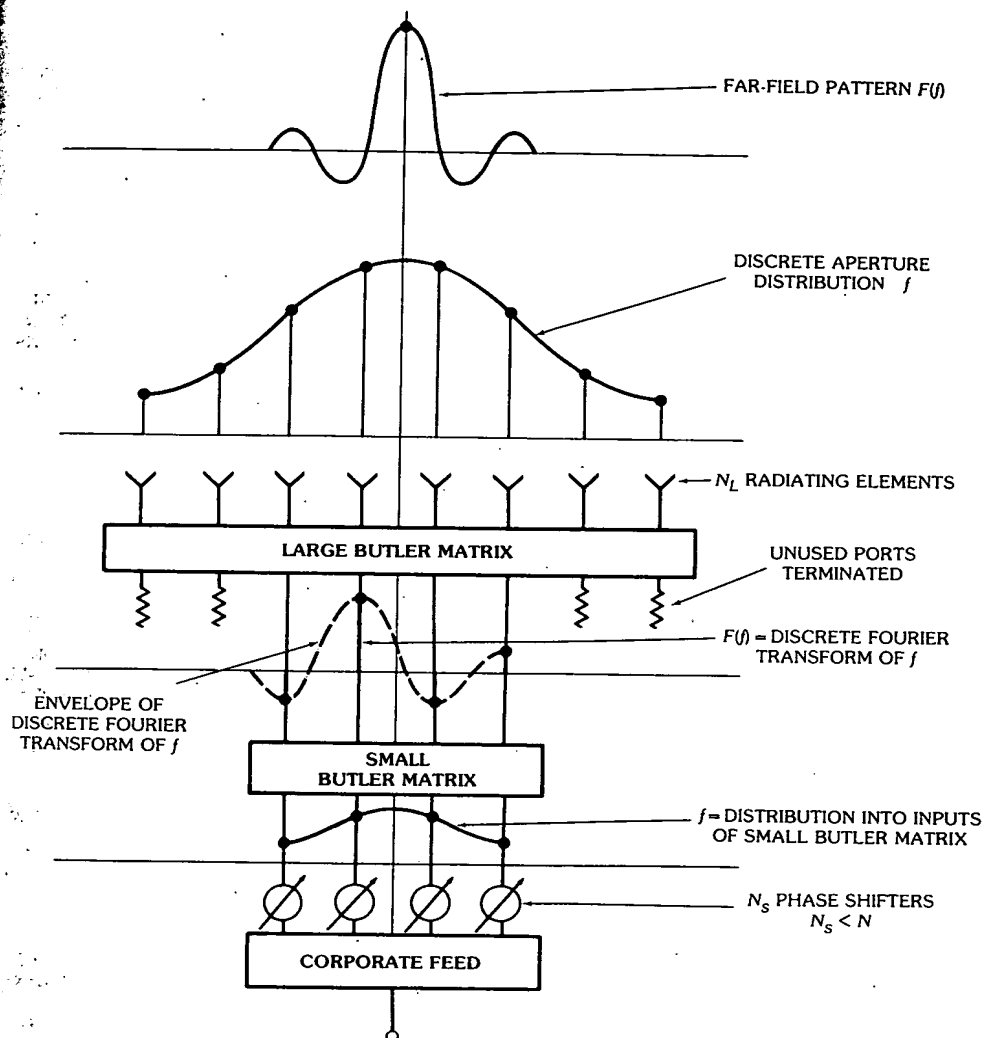 FAR-FIELD PATTERN F(f)
DISCRETE APERTURE
DISTRIBUTION f
N_L RADIATING ELEMENTS
LARGE BUTLER MATRIX
UNUSED PORTS
TERMINATED
F(f) = DISCRETE FOURIER
TRANSFORM OF f
ENVELOPE OF
DISCRETE FOURIER
TRANSFORM OF f
SMALL
BUTLER MATRIX
f = DISTRIBUTION INTO INPUTS
OF SMALL BUTLER MATRIX
N_S PHASE SHIFTERS
N_S < N
CORPORATE FEED